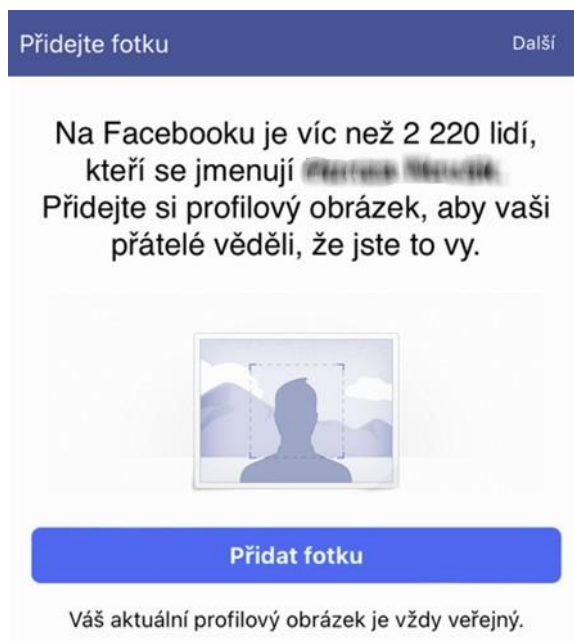 Přidejte fotku
Další
Na Facebooku je víc než 2 220 lidí,
kteří se jmenují
Přidejte si profilový obrázek, aby vaši
přátelé věděli, že jste to vy.
Přidat fotku
Váš aktuální profilový obrázek je vždy veřejný.